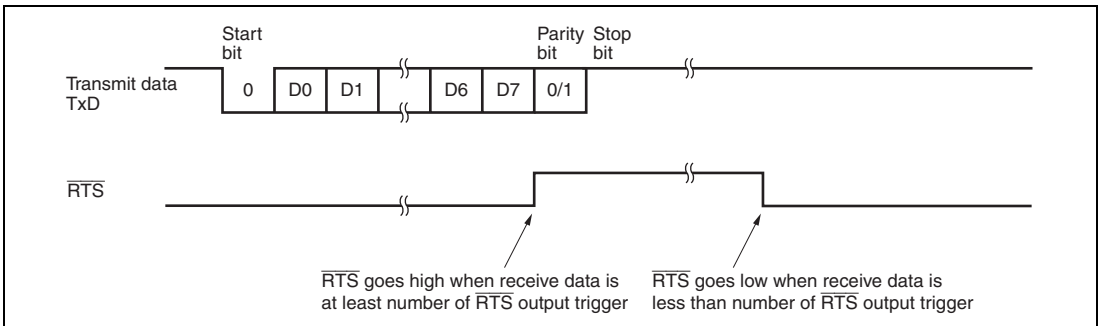 Start bit
Parity bit
Stop bit
Transmit data TxD
0 D0 D1 D6 D7 0/1
RTS
RTS goes high when receive data is
at least number of RTS output trigger
RTS goes low when receive data is
less than number of RTS output trigger